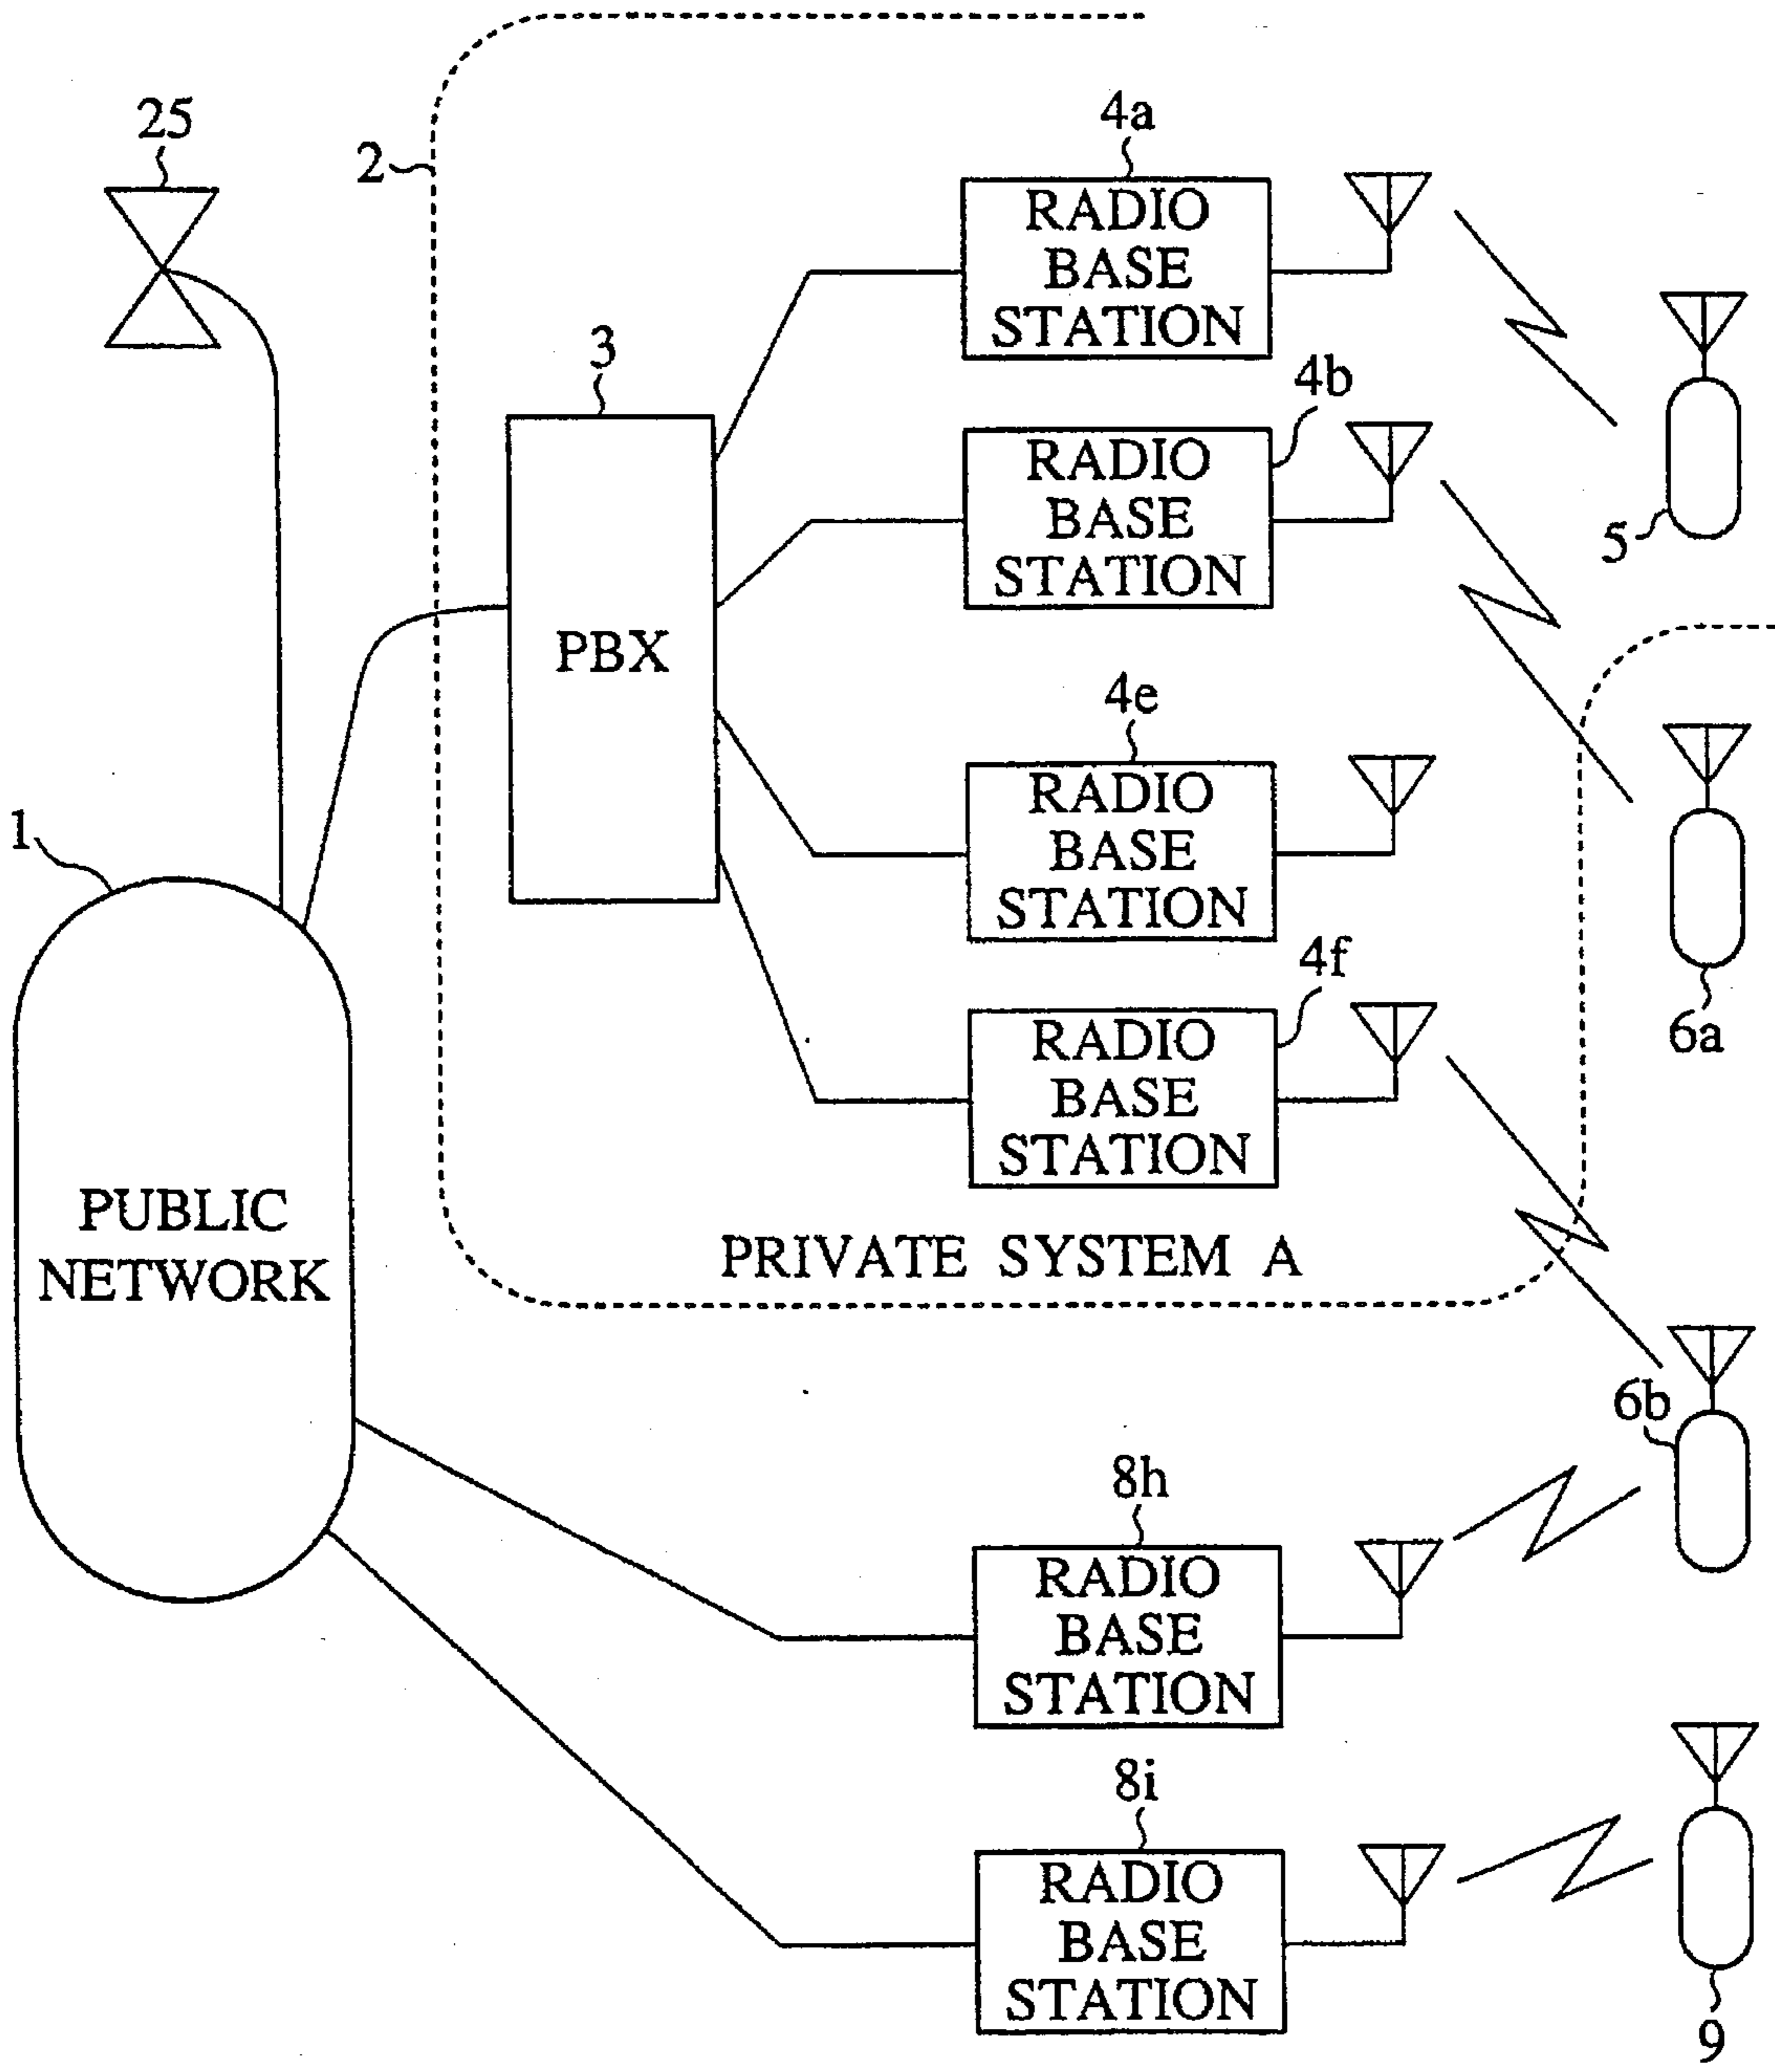 25
2
4a
RADIO
BASE
STATION
3
4b
RADIO
BASE
STATION
5
PBX
4e
RADIO
BASE
STATION
6a
1
4f
RADIO
BASE
STATION
PUBLIC
NETWORK
PRIVATE SYSTEM A
6b
8h
RADIO
BASE
STATION
8i
RADIO
BASE
STATION
9